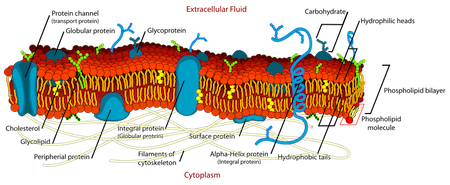 Extracellular Fluid
Protein channel
(transport protein)
Globular protein
Glycoprotein
Carbohydrate
Hydrophilic heads
Phospholipid bilayer
Phospholipid
molecule
Cholesterol
Glycolipid
Peripherial protein
Integral protein
(Globular protein)
Filaments of
cytoskeleton
Surface protein
Alpha-Helix protein
(Integral protein)
Hydrophobic tails
Cytoplasm